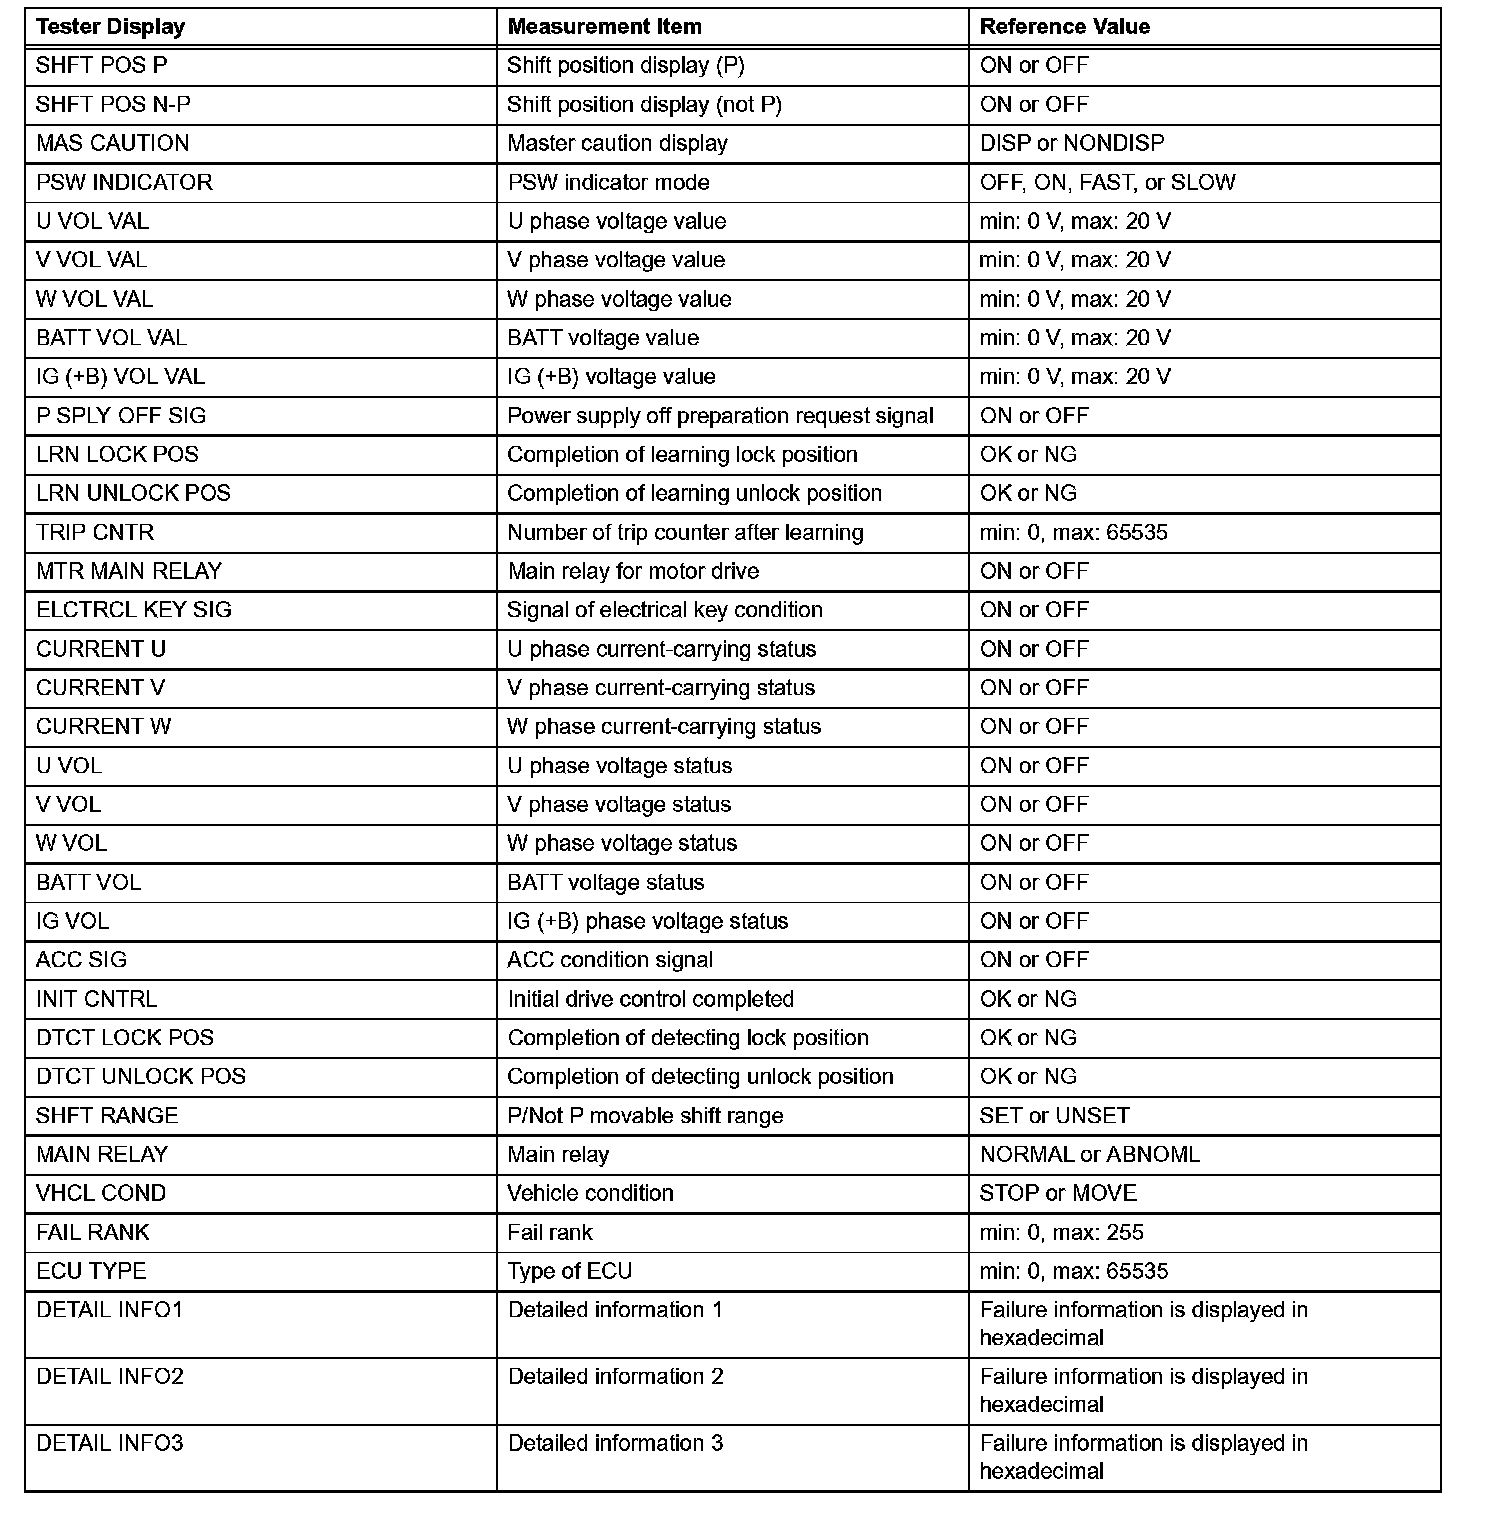 Tester Display Measurement Item Reference Value
SHFT POS P Shift position display (P) ON or OFF
SHFT POS N-P Shift position display (not P) ON or OFF
MAS CAUTION Master caution display DISP or NONDISP
PSW INDICATOR PSW indicator mode OFF, ON, FAST, or SLOW
U VOL VAL U phase voltage value min: 0 V, max: 20 V
V VOL VAL V phase voltage value min: 0 V, max: 20 V
W VOL VAL W phase voltage value min: 0 V, max: 20 V
BATT VOL VAL BATT voltage value min: 0 V, max: 20 V
IG (+B) VOL VAL IG (+B) voltage value min: 0 V, max: 20 V
P SPLY OFF SIG Power supply off preparation request signal ON or OFF
LRN LOCK POS Completion of learning lock position OK or NG
LRN UNLOCK POS Completion of learning unlock position OK or NG
TRIP CNTR Number of trip counter after learning min: 0, max: 65535
MTR MAIN RELAY Main relay for motor drive ON or OFF
ELCTRCL KEY SIG Signal of electrical key condition ON or OFF
CURRENT U U phase current-carrying status ON or OFF
CURRENT V V phase current-carrying status ON or OFF
CURRENT W W phase current-carrying status ON or OFF
U VOL U phase voltage status ON or OFF
V VOL V phase voltage status ON or OFF
W VOL W phase voltage status ON or OFF
BATT VOL BATT voltage status ON or OFF
IG VOL IG (+B) phase voltage status ON or OFF
ACC SIG ACC condition signal ON or OFF
INIT CNTRL Initial drive control completed OK or NG
DTCT LOCK POS Completion of detecting lock position OK or NG
DTCT UNLOCK POS Completion of detecting unlock position OK or NG
SHFT RANGE P/Not P movable shift range SET or UNSET
MAIN RELAY Main relay NORMAL or ABNOML
VHCL COND Vehicle condition STOP or MOVE
FAIL RANK Fail rank min: 0, max: 255
ECU TYPE Type of ECU min: 0, max: 65535
DETAIL INFO1 Detailed information 1 Failure information is displayed in
hexadecimal
DETAIL INFO2 Detailed information 2 Failure information is displayed in
hexadecimal
DETAIL INFO3 Detailed information 3 Failure information is displayed in
hexadecimal